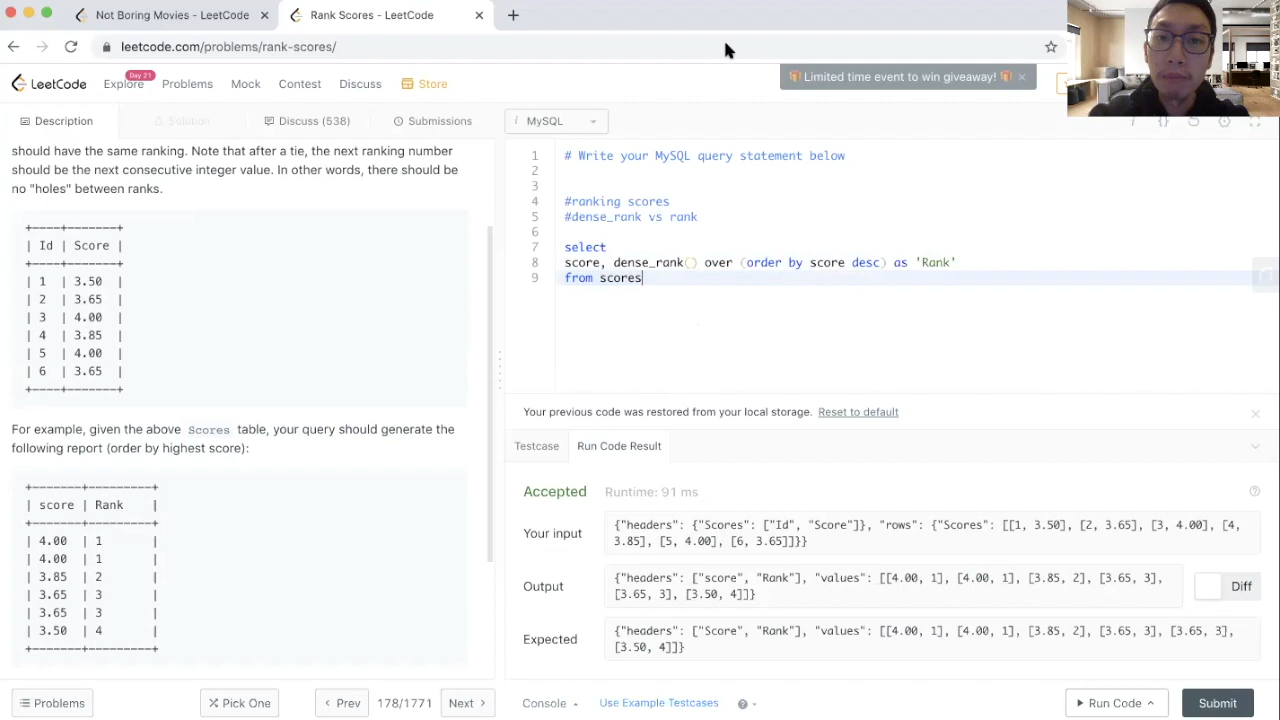 Not Boring Movies - LeetCode
Rank Scores - LeetCode
leetcode.com/problems/rank-scores/
LeetCode
Explore
Day 21
Problems
Mock
Contest
Discuss
Store
Limited time event to win giveaway!
Description
Solution
Discuss (538)
Submissions
MySQL
should have the same ranking. Note that after a tie, the next ranking number
should be the next consecutive integer value. In other words, there should be
no "holes" between ranks.
+----+-------+
| Id | Score |
+----+-------+
| 1 | 3.50 |
| 2 | 3.65 |
| 3 | 4.00 |
| 4 | 3.85 |
| 5 | 4.00 |
| 6 | 3.65 |
+----+-------+
For example, given the above Scores table, your query should generate the
following report (order by highest score):
+-------+---------+
| score | Rank |
+-------+---------+
| 4.00 | 1 |
| 4.00 | 1 |
| 3.85 | 2 |
| 3.65 | 3 |
| 3.65 | 3 |
| 3.50 | 4 |
+-------+---------+
1 # Write your MySQL query statement below
2
3
4 #ranking scores
5 #dense_rank vs rank
6
7 select
8 score, dense_rank() over (order by score desc) as 'Rank'
9 from scores
Your previous code was restored from your local storage. Reset to default
Testcase
Run Code Result
Accepted Runtime: 91 ms
Your input
{"headers": {"Scores": ["Id", "Score"]}, "rows": {"Scores": [[1, 3.50], [2, 3.65], [3, 4.00], [4,
3.85], [5, 4.00], [6, 3.65]]}}
Output
{"headers": ["score", "Rank"], "values": [[4.00, 1], [4.00, 1], [3.85, 2], [3.65, 3],
[3.65, 3], [3.50, 4]]}
Diff
Expected
{"headers": ["Score", "Rank"], "values": [[4.00, 1], [4.00, 1], [3.85, 2], [3.65, 3], [3.65, 3],
[3.50, 4]]}
Problems
Pick One
Prev
178/1771
Next
Console
Use Example Testcases
Run Code
Submit